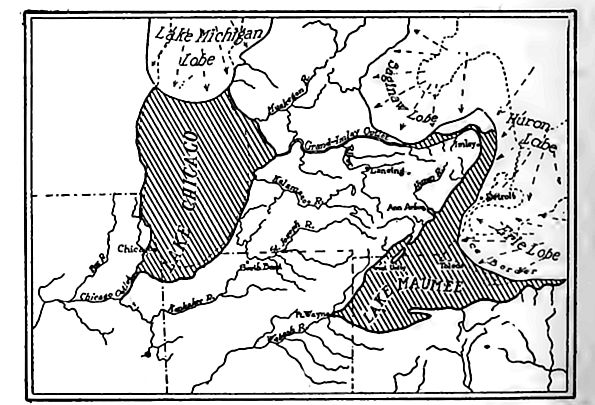 Lake Michigan
Lobe
Saginaw
Lobe
Huron
Lobe
Muskegon R.
Grand-Imlay Outlet
Imlay
Lansing
Huron R.
Kalamazoo R.
Ann Arbor
Detroit
Erie Lobe
Ice Border
LAKE CHICAGO
St. Joseph R.
Chicago
Des P. R.
South Bend
Toledo
LAKE MAUMEE
Chicago Outlet
Kankakee R.
Ft. Wayne
Wabash R.